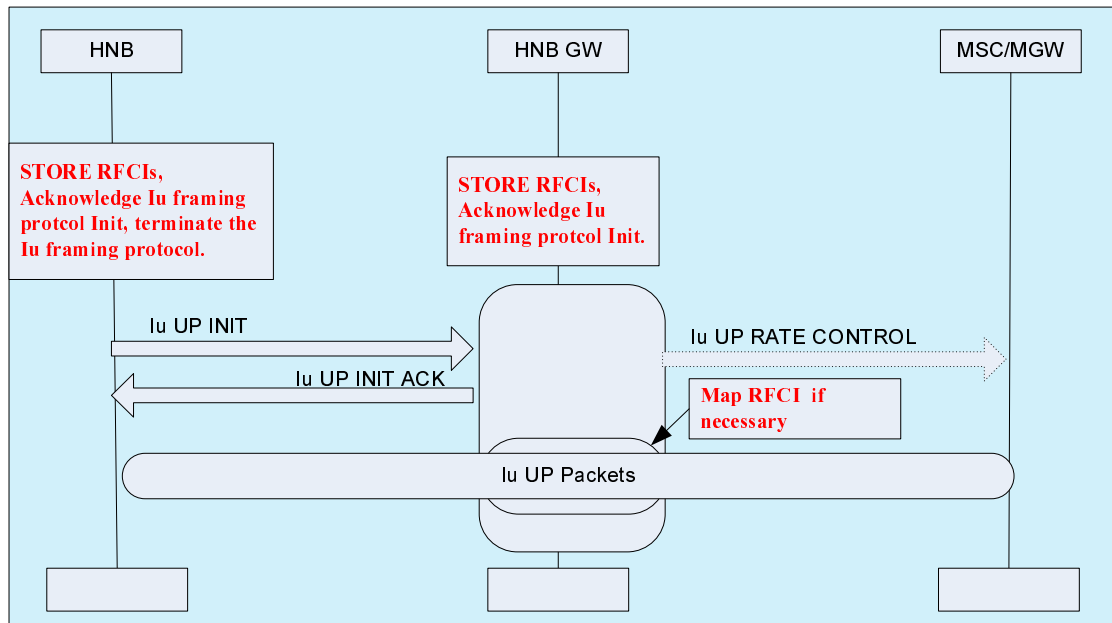 HNB
HNB GW
MSC/MGW
STORE RFCIs,
Acknowledge Iu framing
protcol Init, terminate the
Iu framing protocol.
STORE RFCIs,
Acknowledge Iu
framing protcol Init.
Iu UP INIT
Iu UP RATE CONTROL
Iu UP INIT ACK
Map RFCI if
necessary
Iu UP Packets